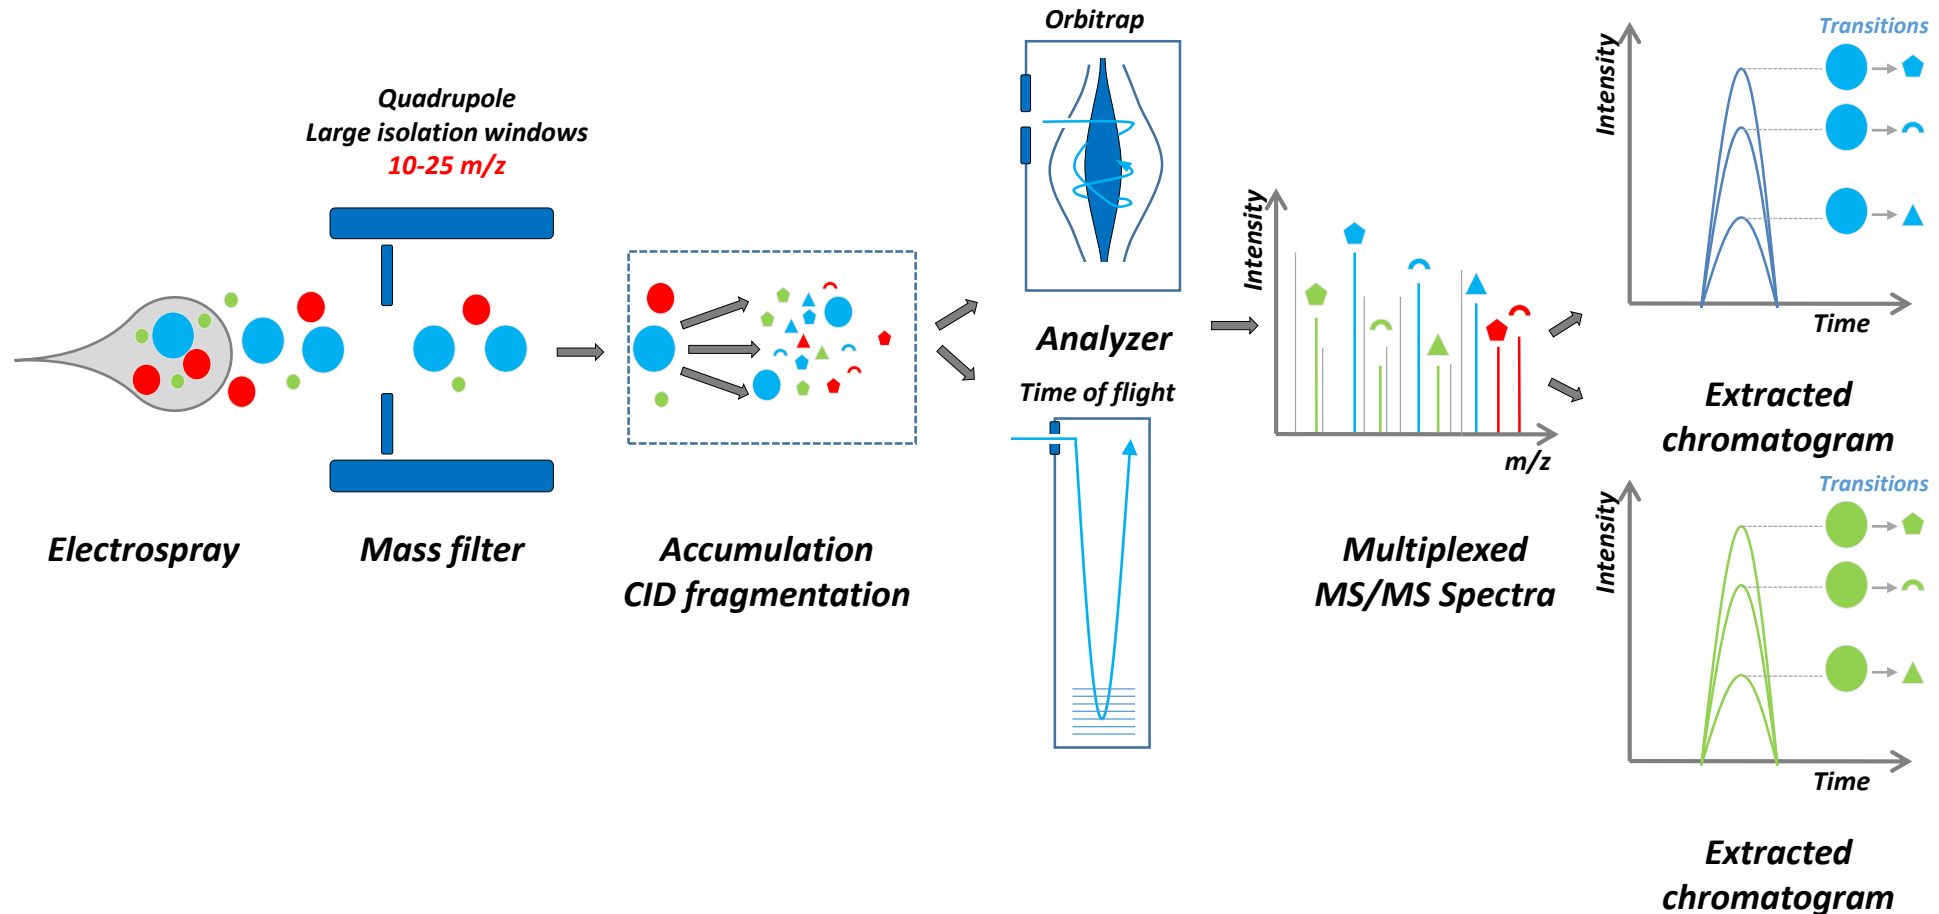 Quadrupole
Large isolation windows
10-25 m/z
Electrospray
Mass filter
Accumulation
CID fragmentation
Orbitrap
Analyzer
Time of flight
Intensity
m/z
Multiplexed
MS/MS Spectra
Intensity
Transitions
Time
Extracted
chromatogram
Intensity
Transitions
Time
Extracted
chromatogram